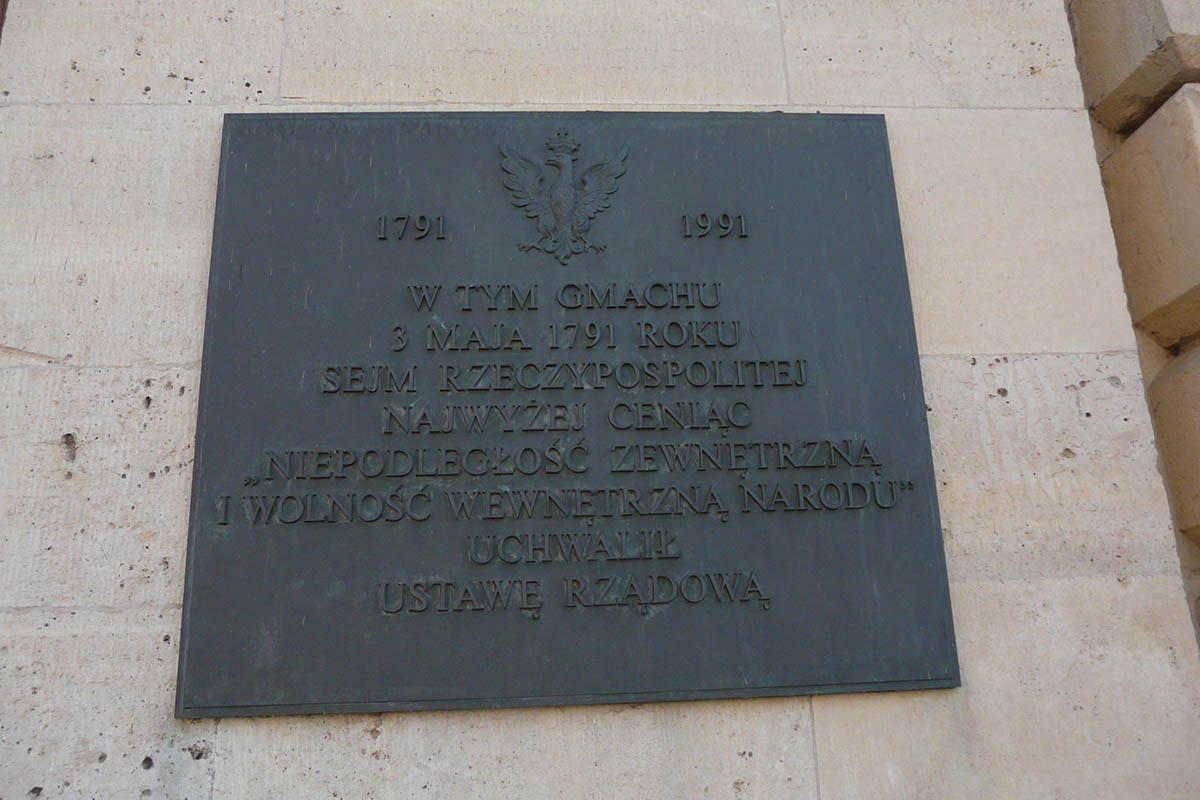 1791 1991
W TYM GMACHU
3 MAJA 1791 ROKU
SEJM RZECZYPOSPOLITEJ
NAJWYŻEJ CENIĄC
„NIEPODLEGŁOŚĆ ZEWNĘTRZNĄ
I WOLNOŚĆ WEWNĘTRZNĄ NARODU”
UCHWALIŁ
USTAWĘ RZĄDOWĄ